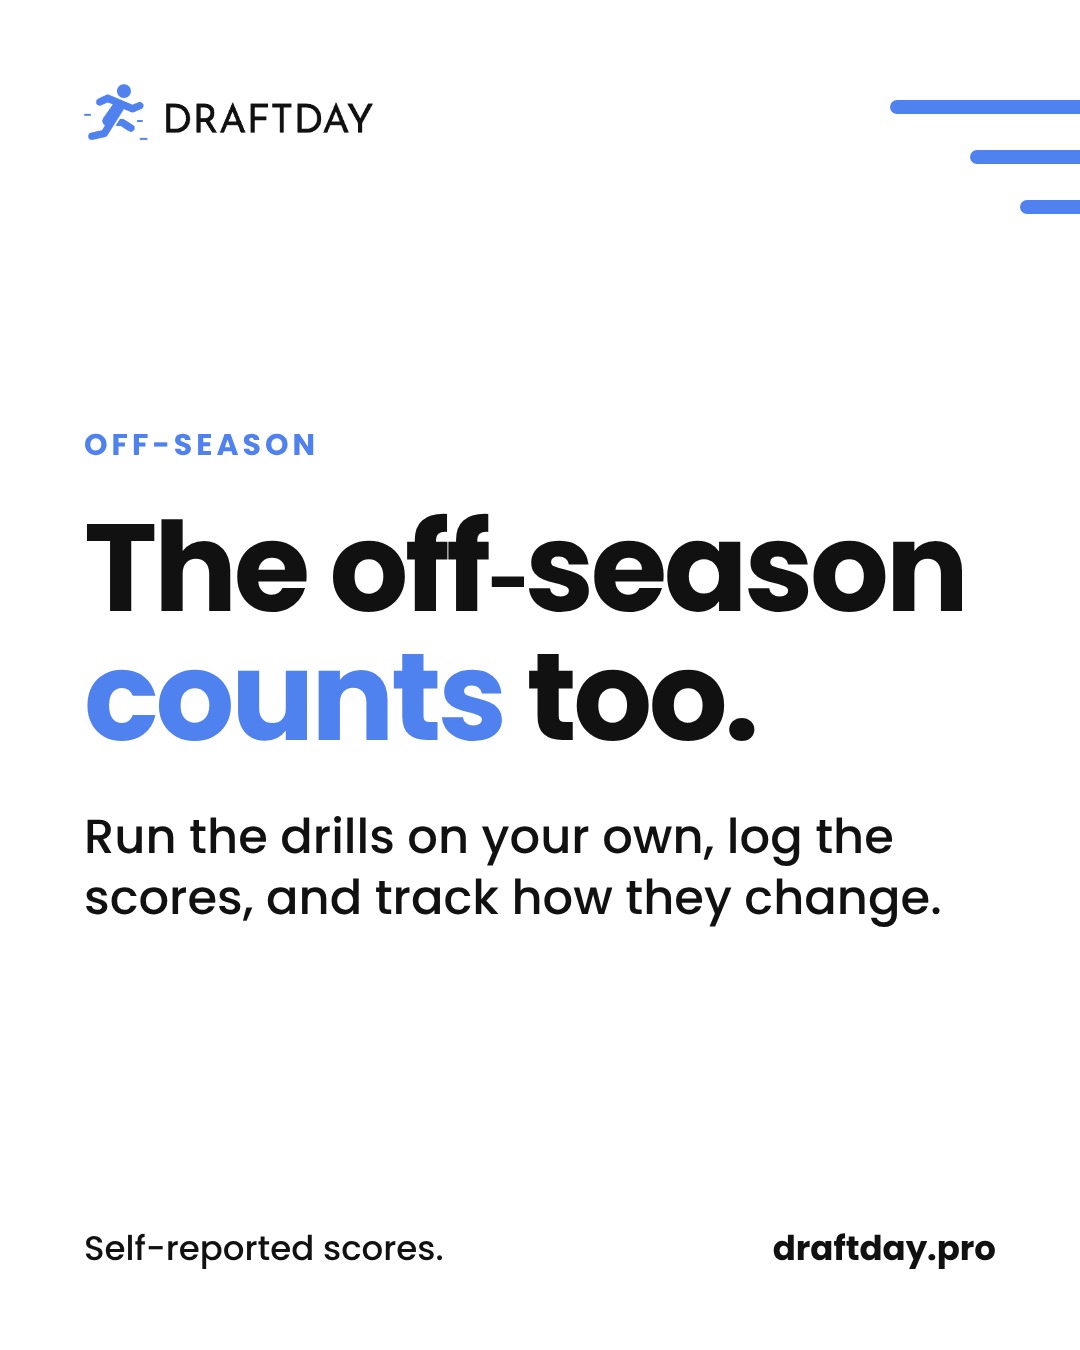 DRAFTDAY
OFF-SEASON
The off-season
counts too.
Run the drills on your own, log the
scores, and track how they change.
Self-reported scores.
draftday.pro